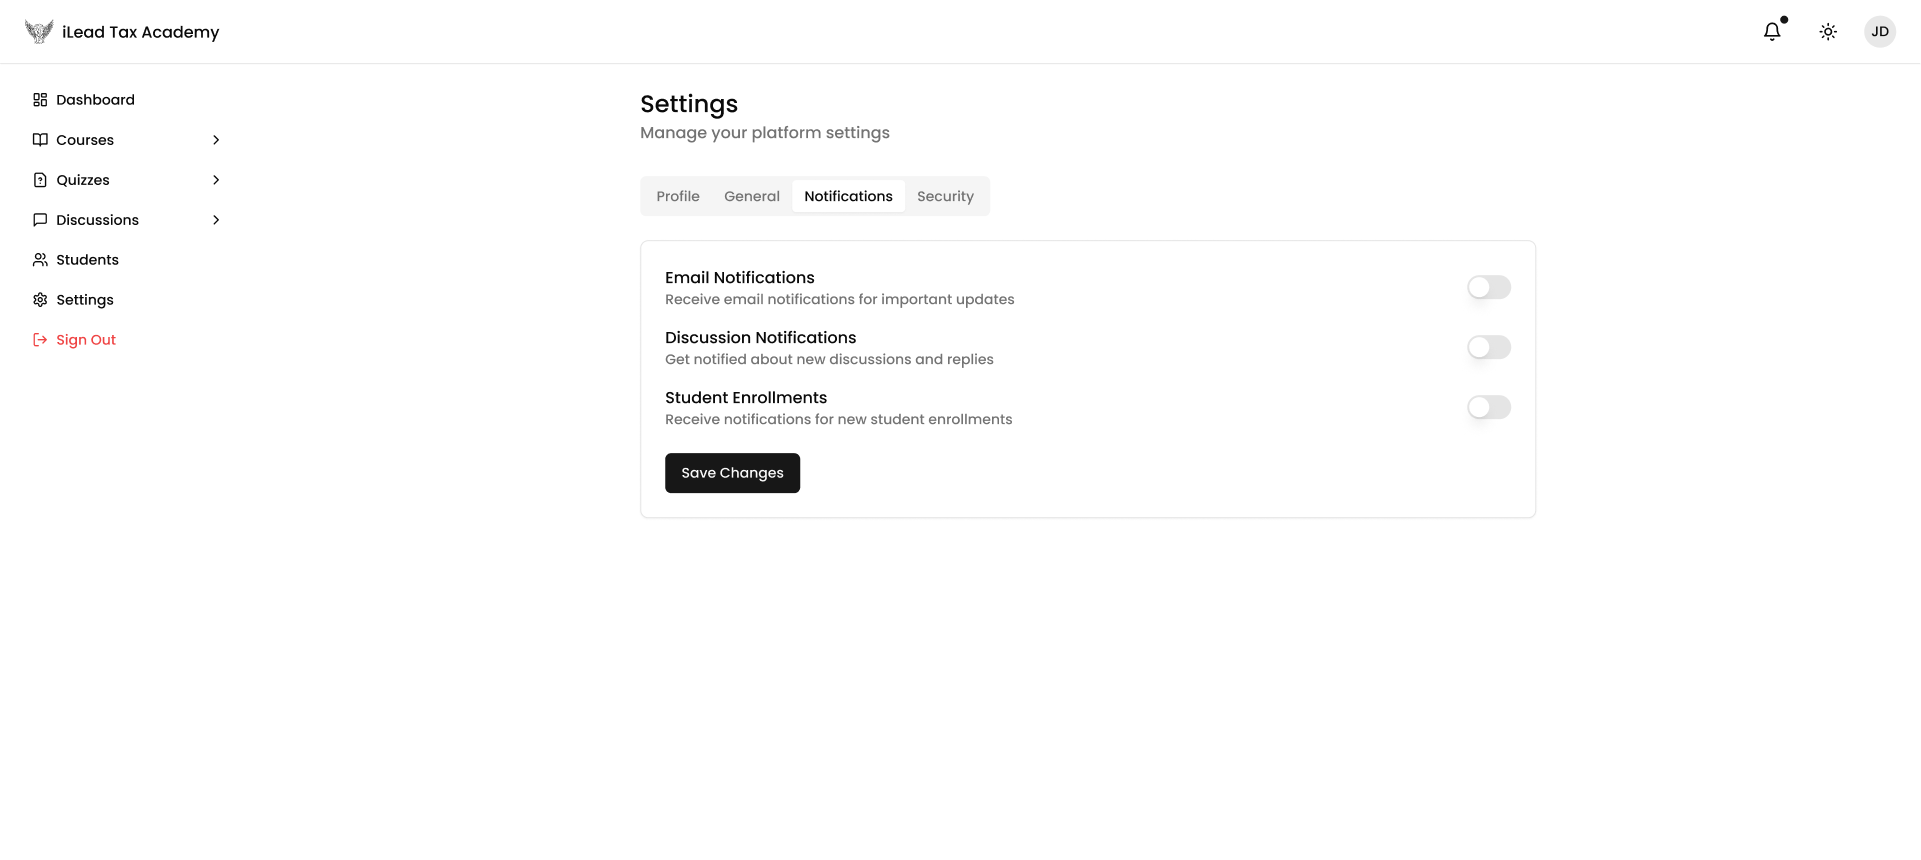 iLead Tax Academy
JD
Dashboard
Courses
Quizzes
Discussions
Students
Settings
Sign Out
Settings
Manage your platform settings
Profile
General
Notifications
Security
Email Notifications
Receive email notifications for important updates
Discussion Notifications
Get notified about new discussions and replies
Student Enrollments
Receive notifications for new student enrollments
Save Changes